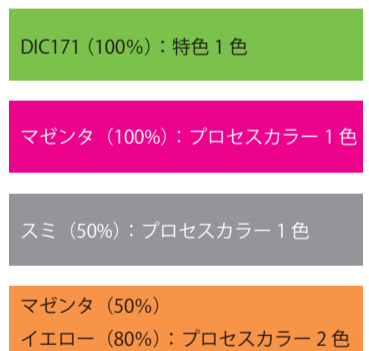 DIC171（100%）：特色 1 色
マゼンタ（100%）：プロセスカラー 1 色
スミ（50%）：プロセスカラー 1 色
マゼンタ（50%）
イエロー（80%）：プロセスカラー 2 色